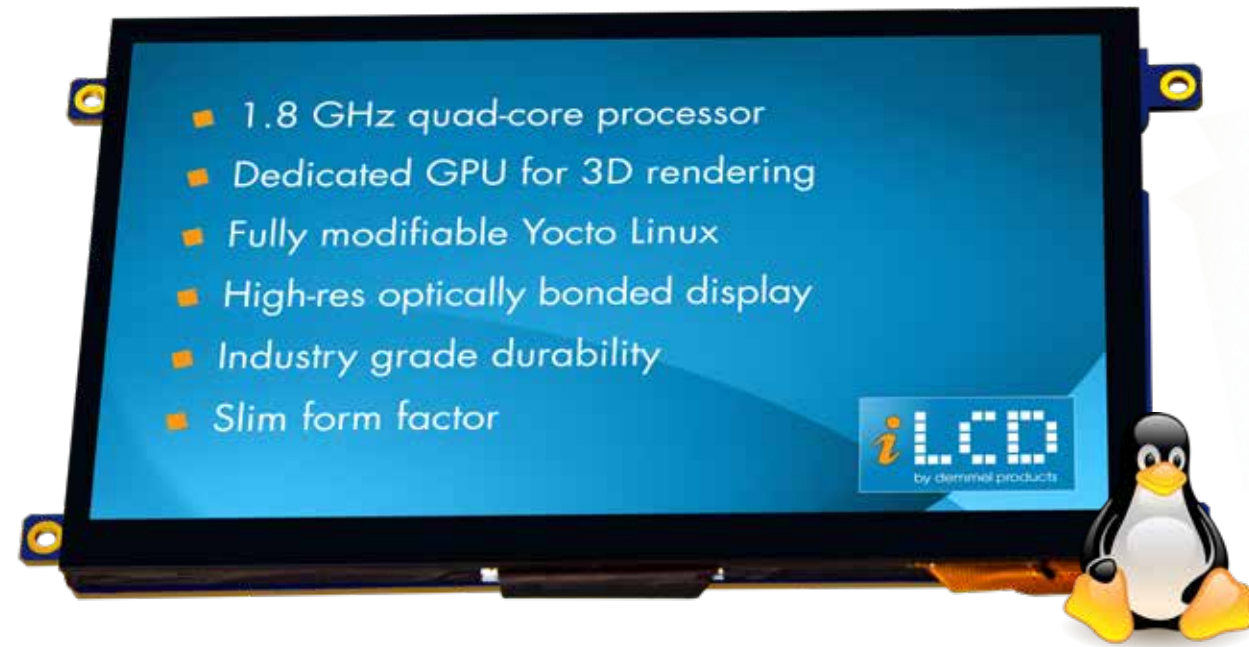 1.8 GHz quad-core processor
Dedicated GPU for 3D rendering
Fully modifiable Yocto Linux
High-res optically bonded display
Industry grade durability
Slim form factor
iLCD
by demmel products